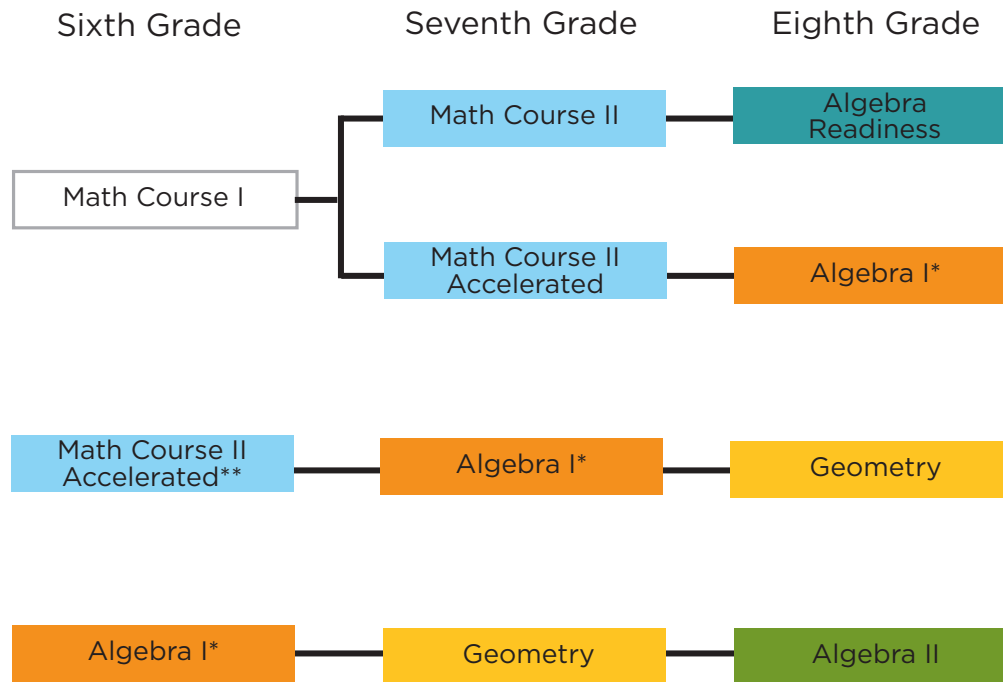 Sixth Grade
Seventh Grade
Eighth Grade
Math Course I
Math Course II
Algebra
Readiness
Math Course II
Accelerated
Algebra I*
Math Course II
Accelerated**
Algebra I*
Geometry
Algebra I*
Geometry
Algebra II